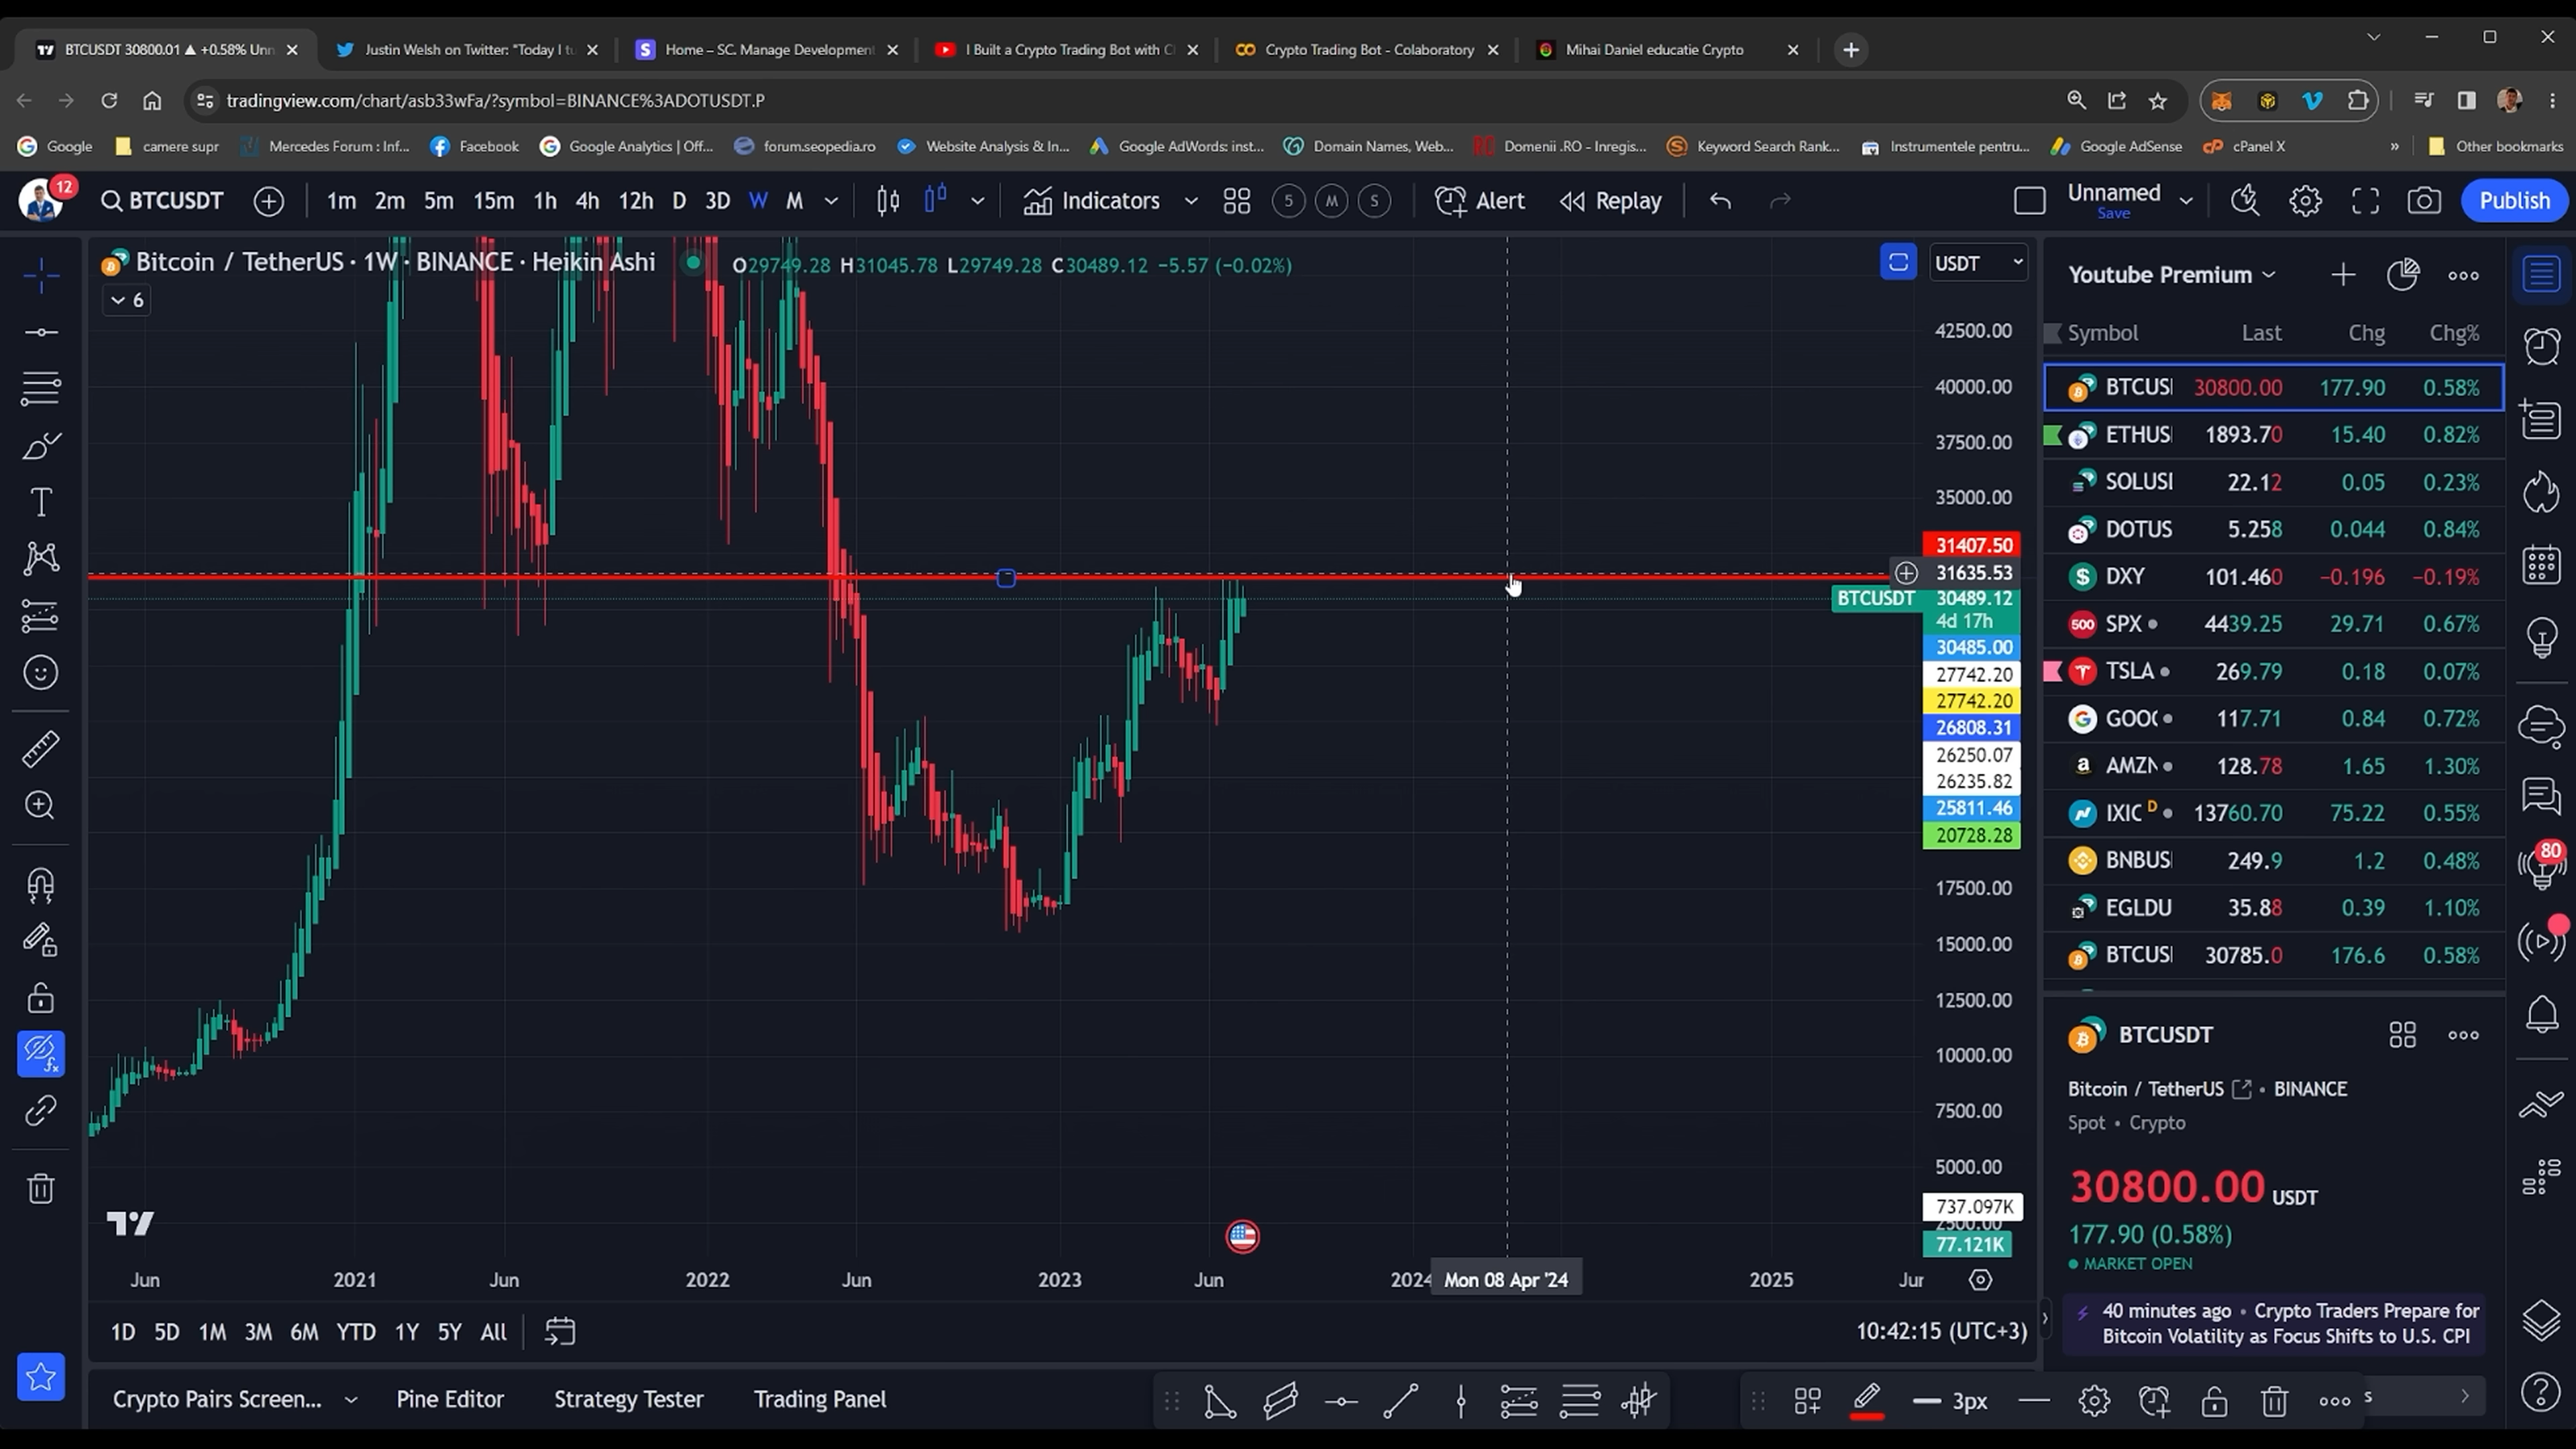 BTCUSDT 30800.01 ▲ +0.58% Unn
Justin Welsh on Twitter: "Today I tu
Home – SC. Manage Development
I Built a Crypto Trading Bot with C
Crypto Trading Bot - Colaboratory
Mihai Daniel educatie Crypto
tradingview.com/chart/asb33wFa/?symbol=BINANCE%3ADOTUSDT.P
Google
camere supr
Mercedes Forum : Inf...
Facebook
Google Analytics | Off...
forum.seopedia.ro
Website Analysis & In...
Google AdWords: inst...
Domain Names, Web...
Domenii .RO - Inregis...
Keyword Search Rank...
Instrumentele pentru...
Google AdSense
cPanel X
»
Other bookmarks
12
BTCUSDT
1m 2m 5m 15m 1h 4h 12h D 3D W M
Indicators
5 M S
Alert
Replay
Unnamed
Save
Publish
Bitcoin / TetherUS · 1W · BINANCE · Heikin Ashi
O29749.28 H31045.78 L29749.28 C30489.12 −5.57 (−0.02%)
6
USDT
42500.00
40000.00
37500.00
35000.00
31407.50
31635.53
BTCUSDT 30489.12
4d 17h
30485.00
27742.20
27742.20
26808.31
26250.07
26235.82
25811.46
20728.28
17500.00
15000.00
12500.00
10000.00
7500.00
5000.00
737.097K
2500.00
77.121K
Jun 2021 Jun 2022 Jun 2023 Jun 2024 Mon 08 Apr '24 2025 Jun
1D 5D 1M 3M 6M YTD 1Y 5Y All
10:42:15 (UTC+3)
Crypto Pairs Screen...
Pine Editor
Strategy Tester
Trading Panel
3px
s
Youtube Premium
Symbol Last Chg Chg%
BTCUS 30800.00 177.90 0.58%
ETHUS 1893.70 15.40 0.82%
SOLUS 22.12 0.05 0.23%
DOTUS 5.258 0.044 0.84%
DXY 101.460 −0.196 −0.19%
500 SPX 4439.25 29.71 0.67%
TSLA 269.79 0.18 0.07%
GOO 117.71 0.84 0.72%
AMZN 128.78 1.65 1.30%
IXIC D 13760.70 75.22 0.55%
BNBUS 249.9 1.2 0.48%
EGLDU 35.88 0.39 1.10%
BTCUS 30785.0 176.6 0.58%
80
BTCUSDT
Bitcoin / TetherUS • BINANCE
Spot • Crypto
30800.00 USDT
177.90 (0.58%)
MARKET OPEN
40 minutes ago • Crypto Traders Prepare for
Bitcoin Volatility as Focus Shifts to U.S. CPI